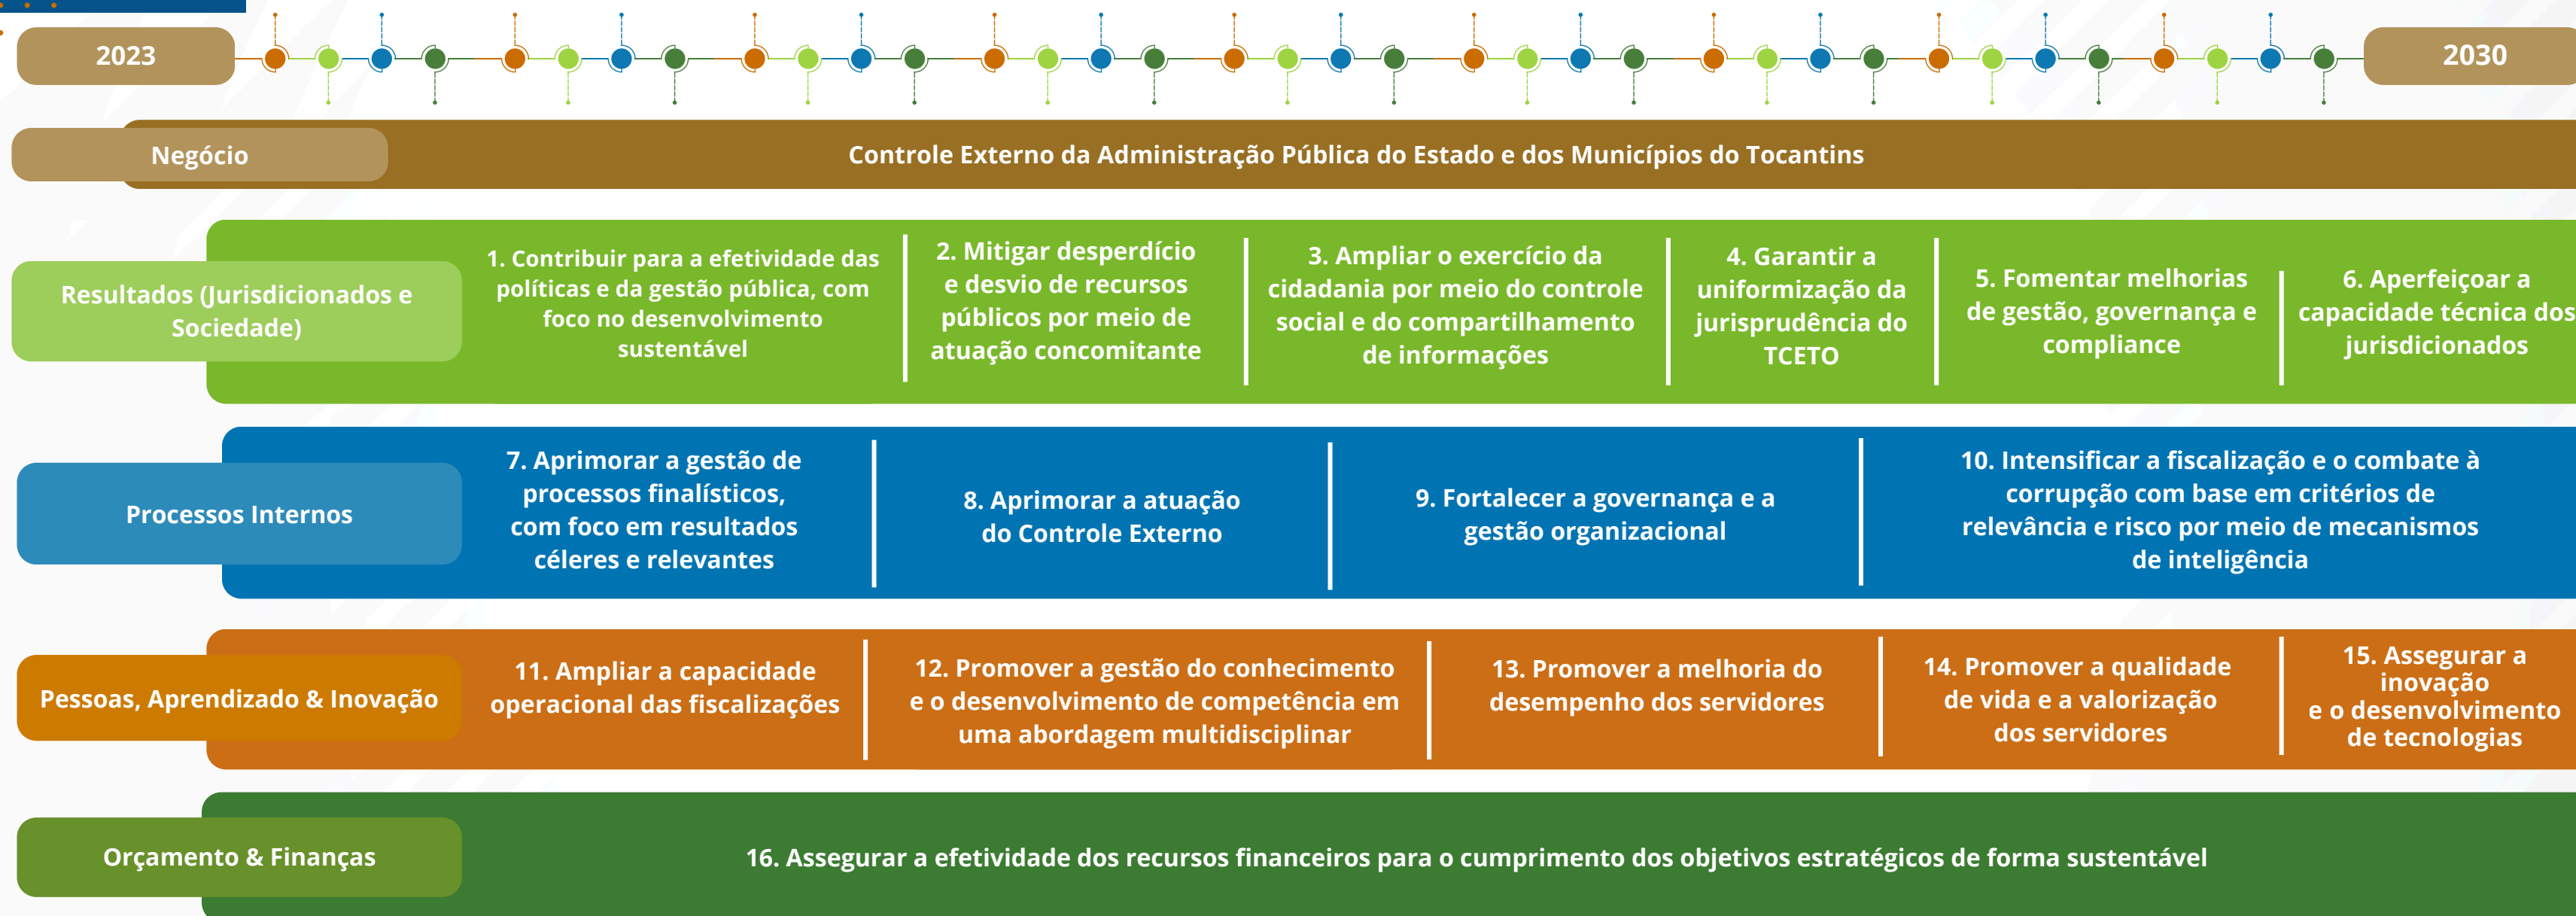 2023
2030
Negócio
Controle Externo da Administração Pública do Estado e dos Municípios do Tocantins
Resultados (Jurisdicionados e
Sociedade)
1. Contribuir para a efetividade das
políticas e da gestão pública, com
foco no desenvolvimento
sustentável
2. Mitigar desperdício
e desvio de recursos
públicos por meio de
atuação concomitante
3. Ampliar o exercício da
cidadania por meio do controle
social e do compartilhamento
de informações
4. Garantir a
uniformização da
jurisprudência do
TCETO
5. Fomentar melhorias
de gestão, governança e
compliance
6. Aperfeiçoar a
capacidade técnica dos
jurisdicionados
Processos Internos
7. Aprimorar a gestão de
processos finalísticos,
com foco em resultados
céleres e relevantes
8. Aprimorar a atuação
do Controle Externo
9. Fortalecer a governança e a
gestão organizacional
10. Intensificar a fiscalização e o combate à
corrupção com base em critérios de
relevância e risco por meio de mecanismos
de inteligência
Pessoas, Aprendizado & Inovação
11. Ampliar a capacidade
operacional das fiscalizações
12. Promover a gestão do conhecimento
e o desenvolvimento de competência em
uma abordagem multidisciplinar
13. Promover a melhoria do
desempenho dos servidores
14. Promover a qualidade
de vida e a valorização
dos servidores
15. Assegurar a
inovação
e o desenvolvimento
de tecnologias
Orçamento & Finanças
16. Assegurar a efetividade dos recursos financeiros para o cumprimento dos objetivos estratégicos de forma sustentável